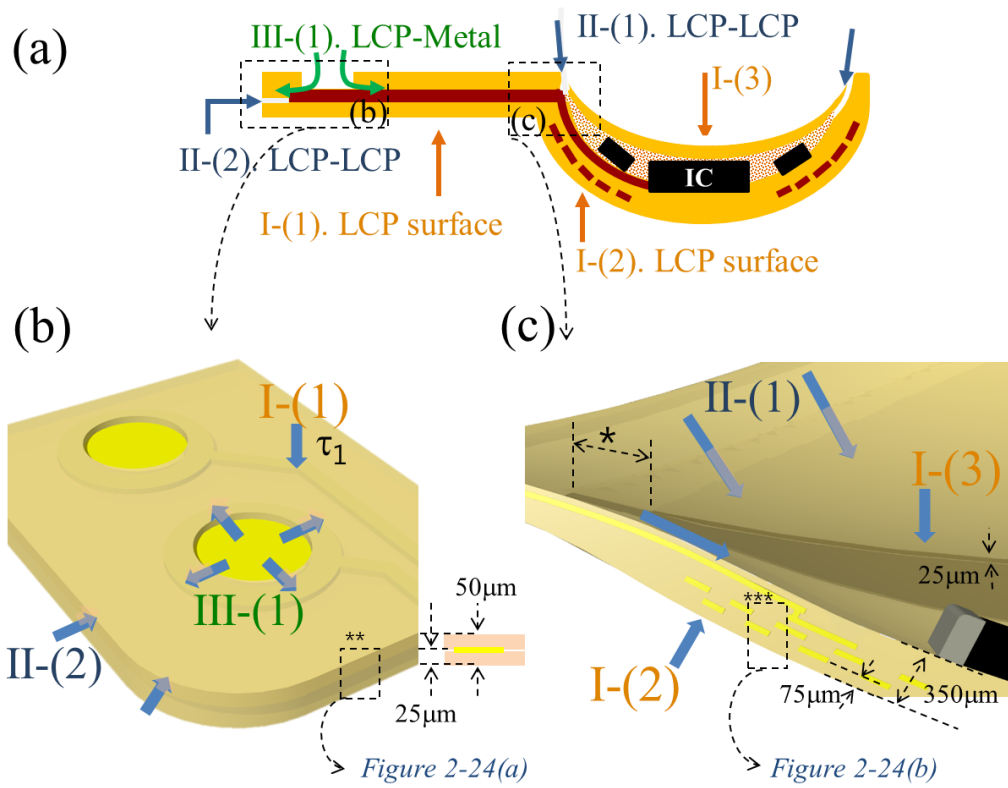 (a)
III-(1). LCP-Metal
II-(1). LCP-LCP
I-(3)
(b)
(c)
II-(2). LCP-LCP
IC
I-(1). LCP surface
I-(2). LCP surface
(b)
(c)
I-(1)
τ1
II-(1)
*
I-(3)
III-(1)
50μm
25μm
**
***
II-(2)
I-(2)
25μm
75μm
350μm
Figure 2-24(a)
Figure 2-24(b)